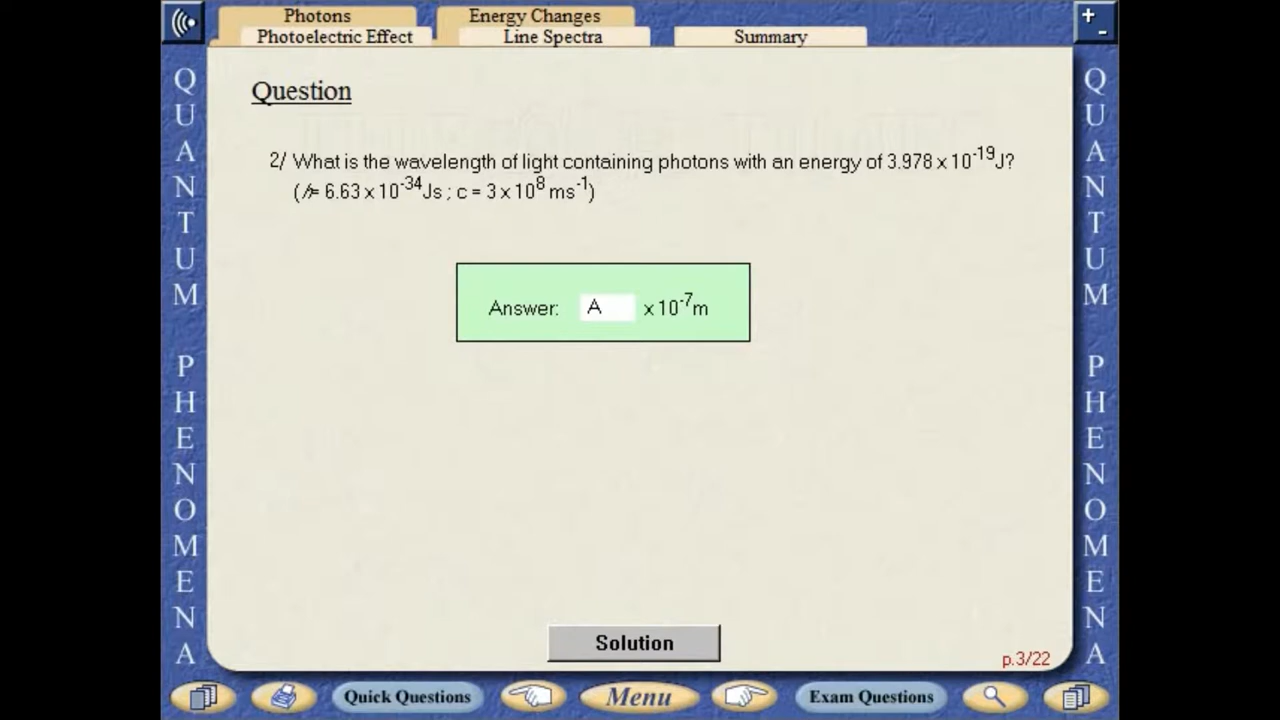 Photons
Energy Changes
Photoelectric Effect
Line Spectra
Summary
+
-
QUANTUM PHENOMENA
Question
2/ What is the wavelength of light containing photons with an energy of 3.978 x 10⁻¹⁹J?
(h= 6.63 x 10⁻³⁴Js ; c = 3 x 10⁸ ms⁻¹)
Answer: A x 10⁻⁷m
Solution
p.3/22
QUANTUM PHENOMENA
Quick Questions
Menu
Exam Questions